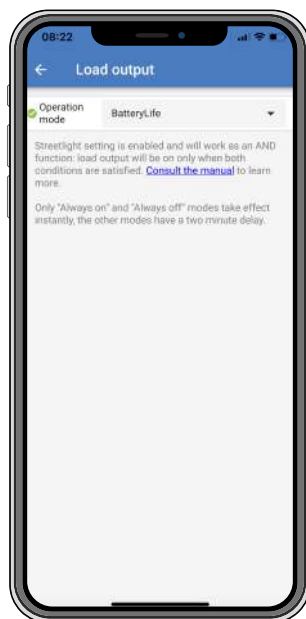 08:22
Load output
Operation
mode
BatteryLife
Streetlight setting is enabled and will work as an AND
function: load output will be on only when both
conditions are satisfied. Consult the manual to learn
more.
Only "Always on" and "Always off" modes take effect
instantly, the other modes have a two minute delay.